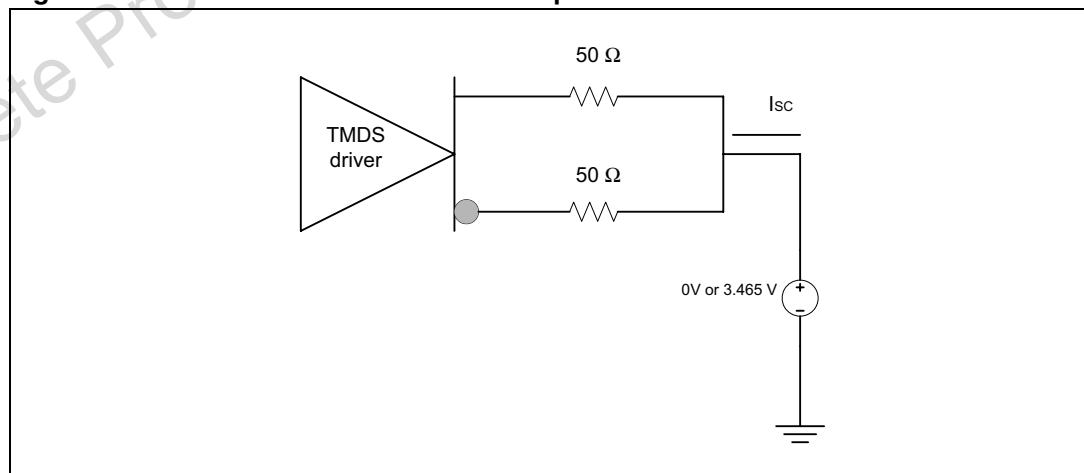 50 Ω
ISC
TMDS
driver
50 Ω
0V or 3.465 V
+
–